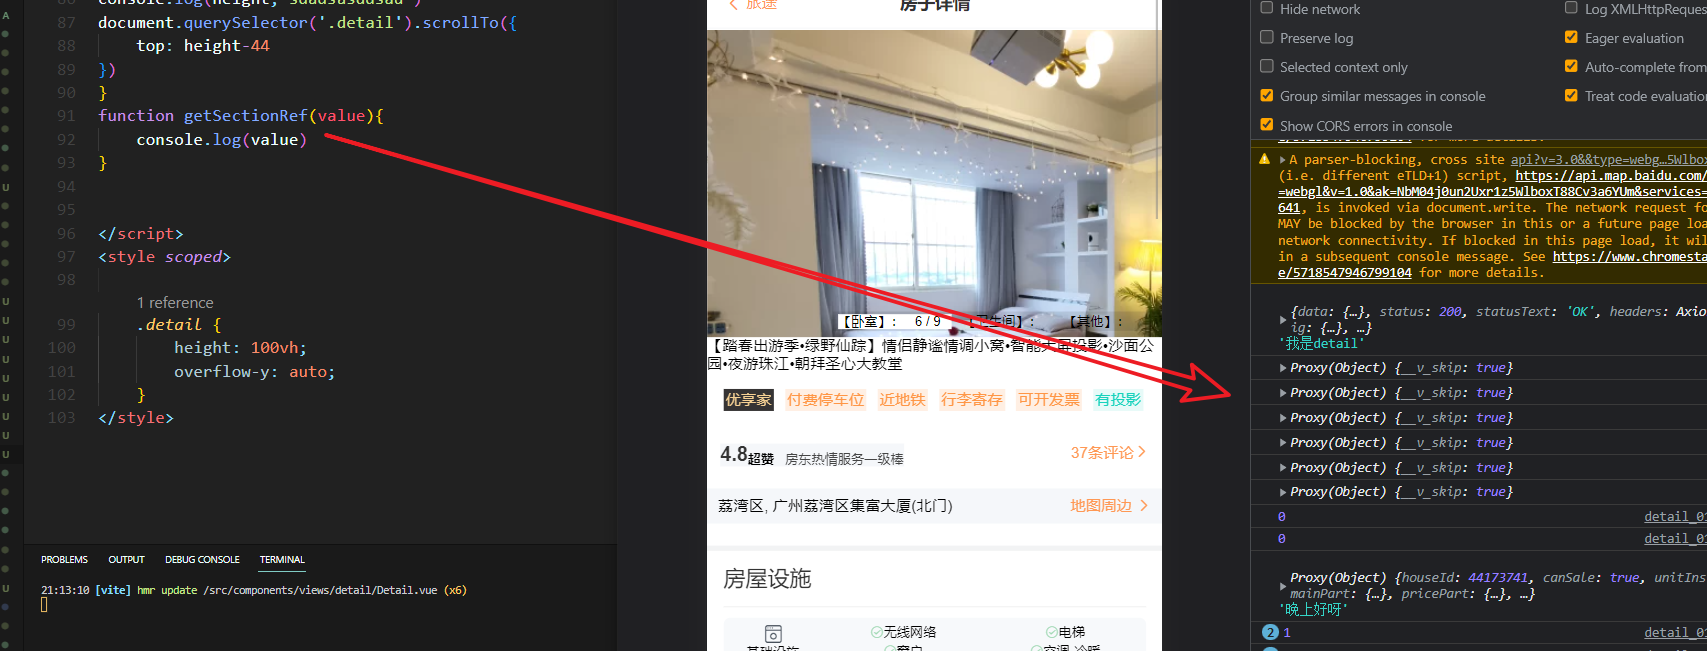 87 document.querySelector('.detail').scrollTo({
88 top: height-44
89 })
90 }
91 function getSectionRef(value){
92 console.log(value)
93 }
94
95
96 </script>
97 <style scoped>
98
1 reference
99 .detail {
100 height: 100vh;
101 overflow-y: auto;
102 }
103 </style>
PROBLEMS OUTPUT DEBUG CONSOLE TERMINAL
21:13:10 [vite] hmr update /src/components/views/detail/Detail.vue (x6)
旅途 房子详情
【卧室】: 6 / 9 【卫生间】: 【其他】:
【踏春出游季•绿野仙踪】情侣静谧情调小窝•智能大屏投影•沙面公
园•夜游珠江•朝拜圣心大教堂
优享家 付费停车位 近地铁 行李寄存 可开发票 有投影
4.8超赞 房东热情服务一级棒 37条评论
荔湾区, 广州荔湾区集富大厦(北门) 地图周边
房屋设施
无线网络 电梯
基础设施 窗户 空调-冷暖
Hide network Log XMLHttpReques
Preserve log Eager evaluation
Selected context only Auto-complete from
Group similar messages in console Treat code evaluation
Show CORS errors in console
A parser-blocking, cross site api?v=3.0&&type=webg…5Wlbox
(i.e. different eTLD+1) script, https://api.map.baidu.com/
=webgl&v=1.0&ak=NbM04j0un2Uxr1z5WlboxT88Cv3a6YUm&services=
641, is invoked via document.write. The network request fo
MAY be blocked by the browser in this or a future page loa
network connectivity. If blocked in this page load, it wil
in a subsequent console message. See https://www.chromesta
e/5718547946799104 for more details.
{data: {…}, status: 200, statusText: 'OK', headers: Axio
ig: {…}, …}
'我是detail'
Proxy(Object) {__v_skip: true}
Proxy(Object) {__v_skip: true}
Proxy(Object) {__v_skip: true}
Proxy(Object) {__v_skip: true}
Proxy(Object) {__v_skip: true}
Proxy(Object) {__v_skip: true}
0 detail_01
0 detail_01
Proxy(Object) {houseId: 44173741, canSale: true, unitIns
mainPart: {…}, pricePart: {…}, …}
'晚上好呀'
2 1 detail_01